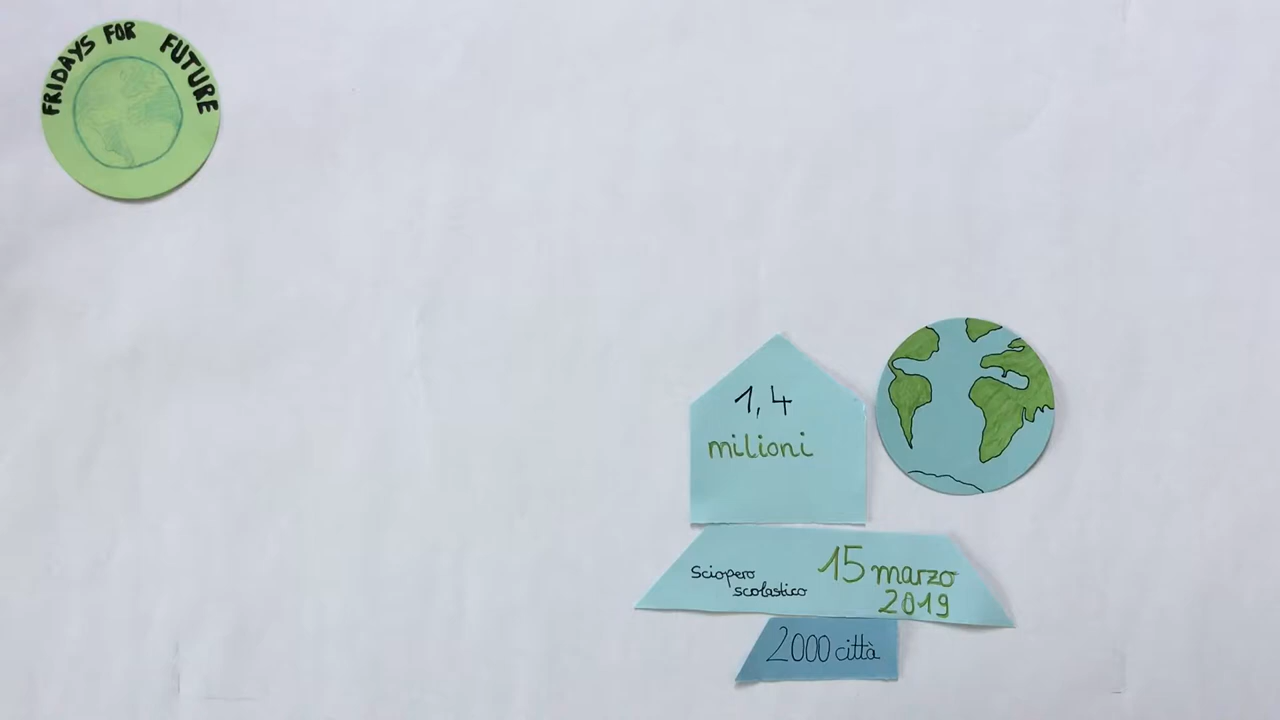 FRIDAYS FOR FUTURE
1,4
milioni
Sciopero
scolastico
15 marzo
2019
2000 città